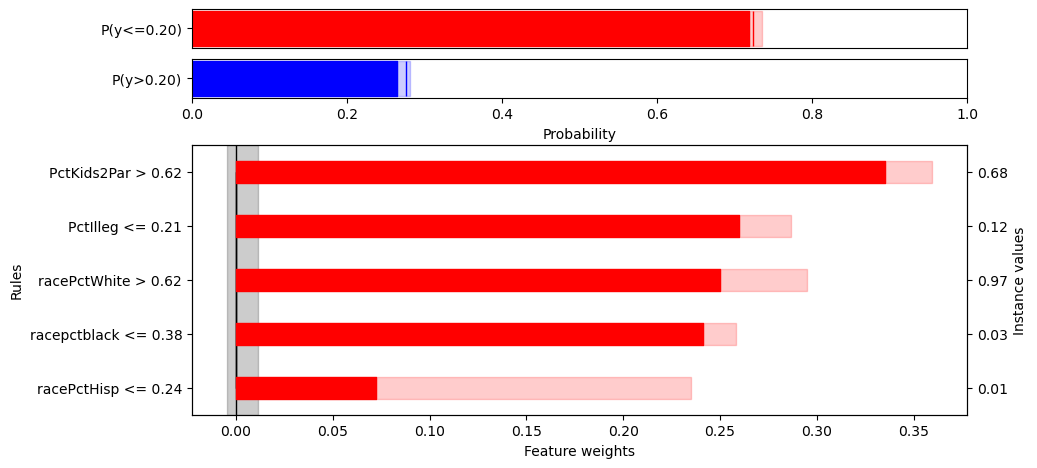 P(y<=0.20)
P(y>0.20)
0.0 0.2 0.4 0.6 0.8 1.0
Probability
PctKids2Par > 0.62 0.68
PctIlleg <= 0.21 0.12
racePctWhite > 0.62 0.97
racepctblack <= 0.38 0.03
racePctHisp <= 0.24 0.01
Rules
Instance values
0.00 0.05 0.10 0.15 0.20 0.25 0.30 0.35
Feature weights